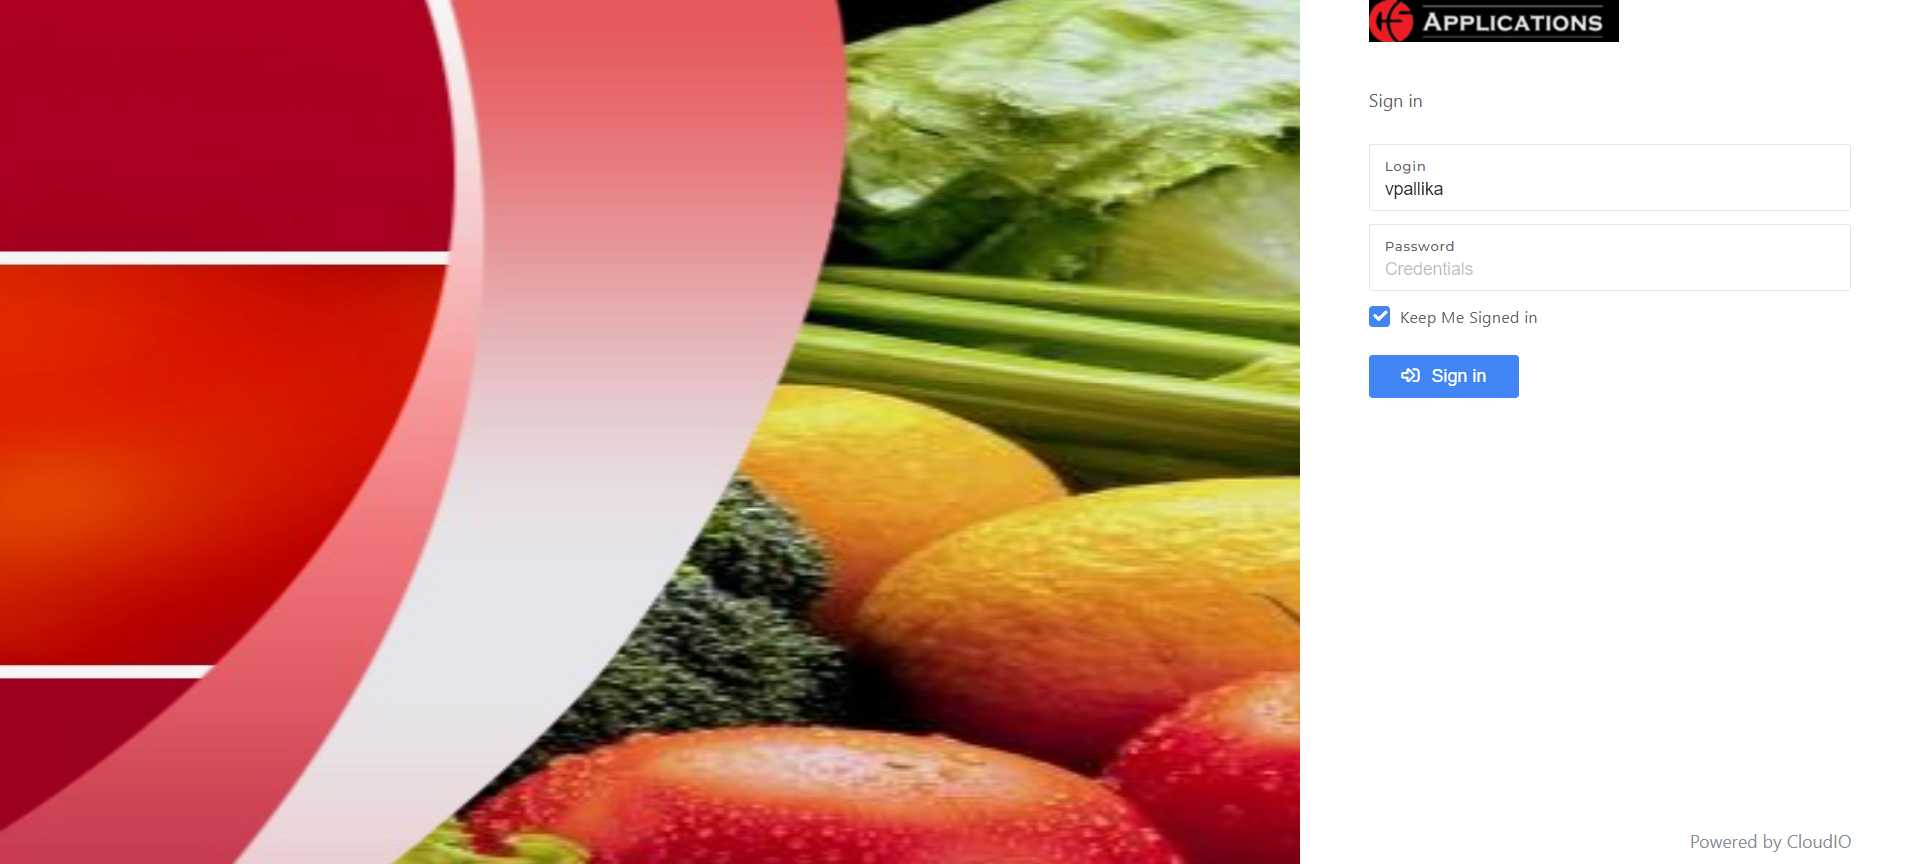 APPLICATIONS
Sign in
Login
vpallika
Password
Credentials
Keep Me Signed in
Sign in
Powered by CloudIO